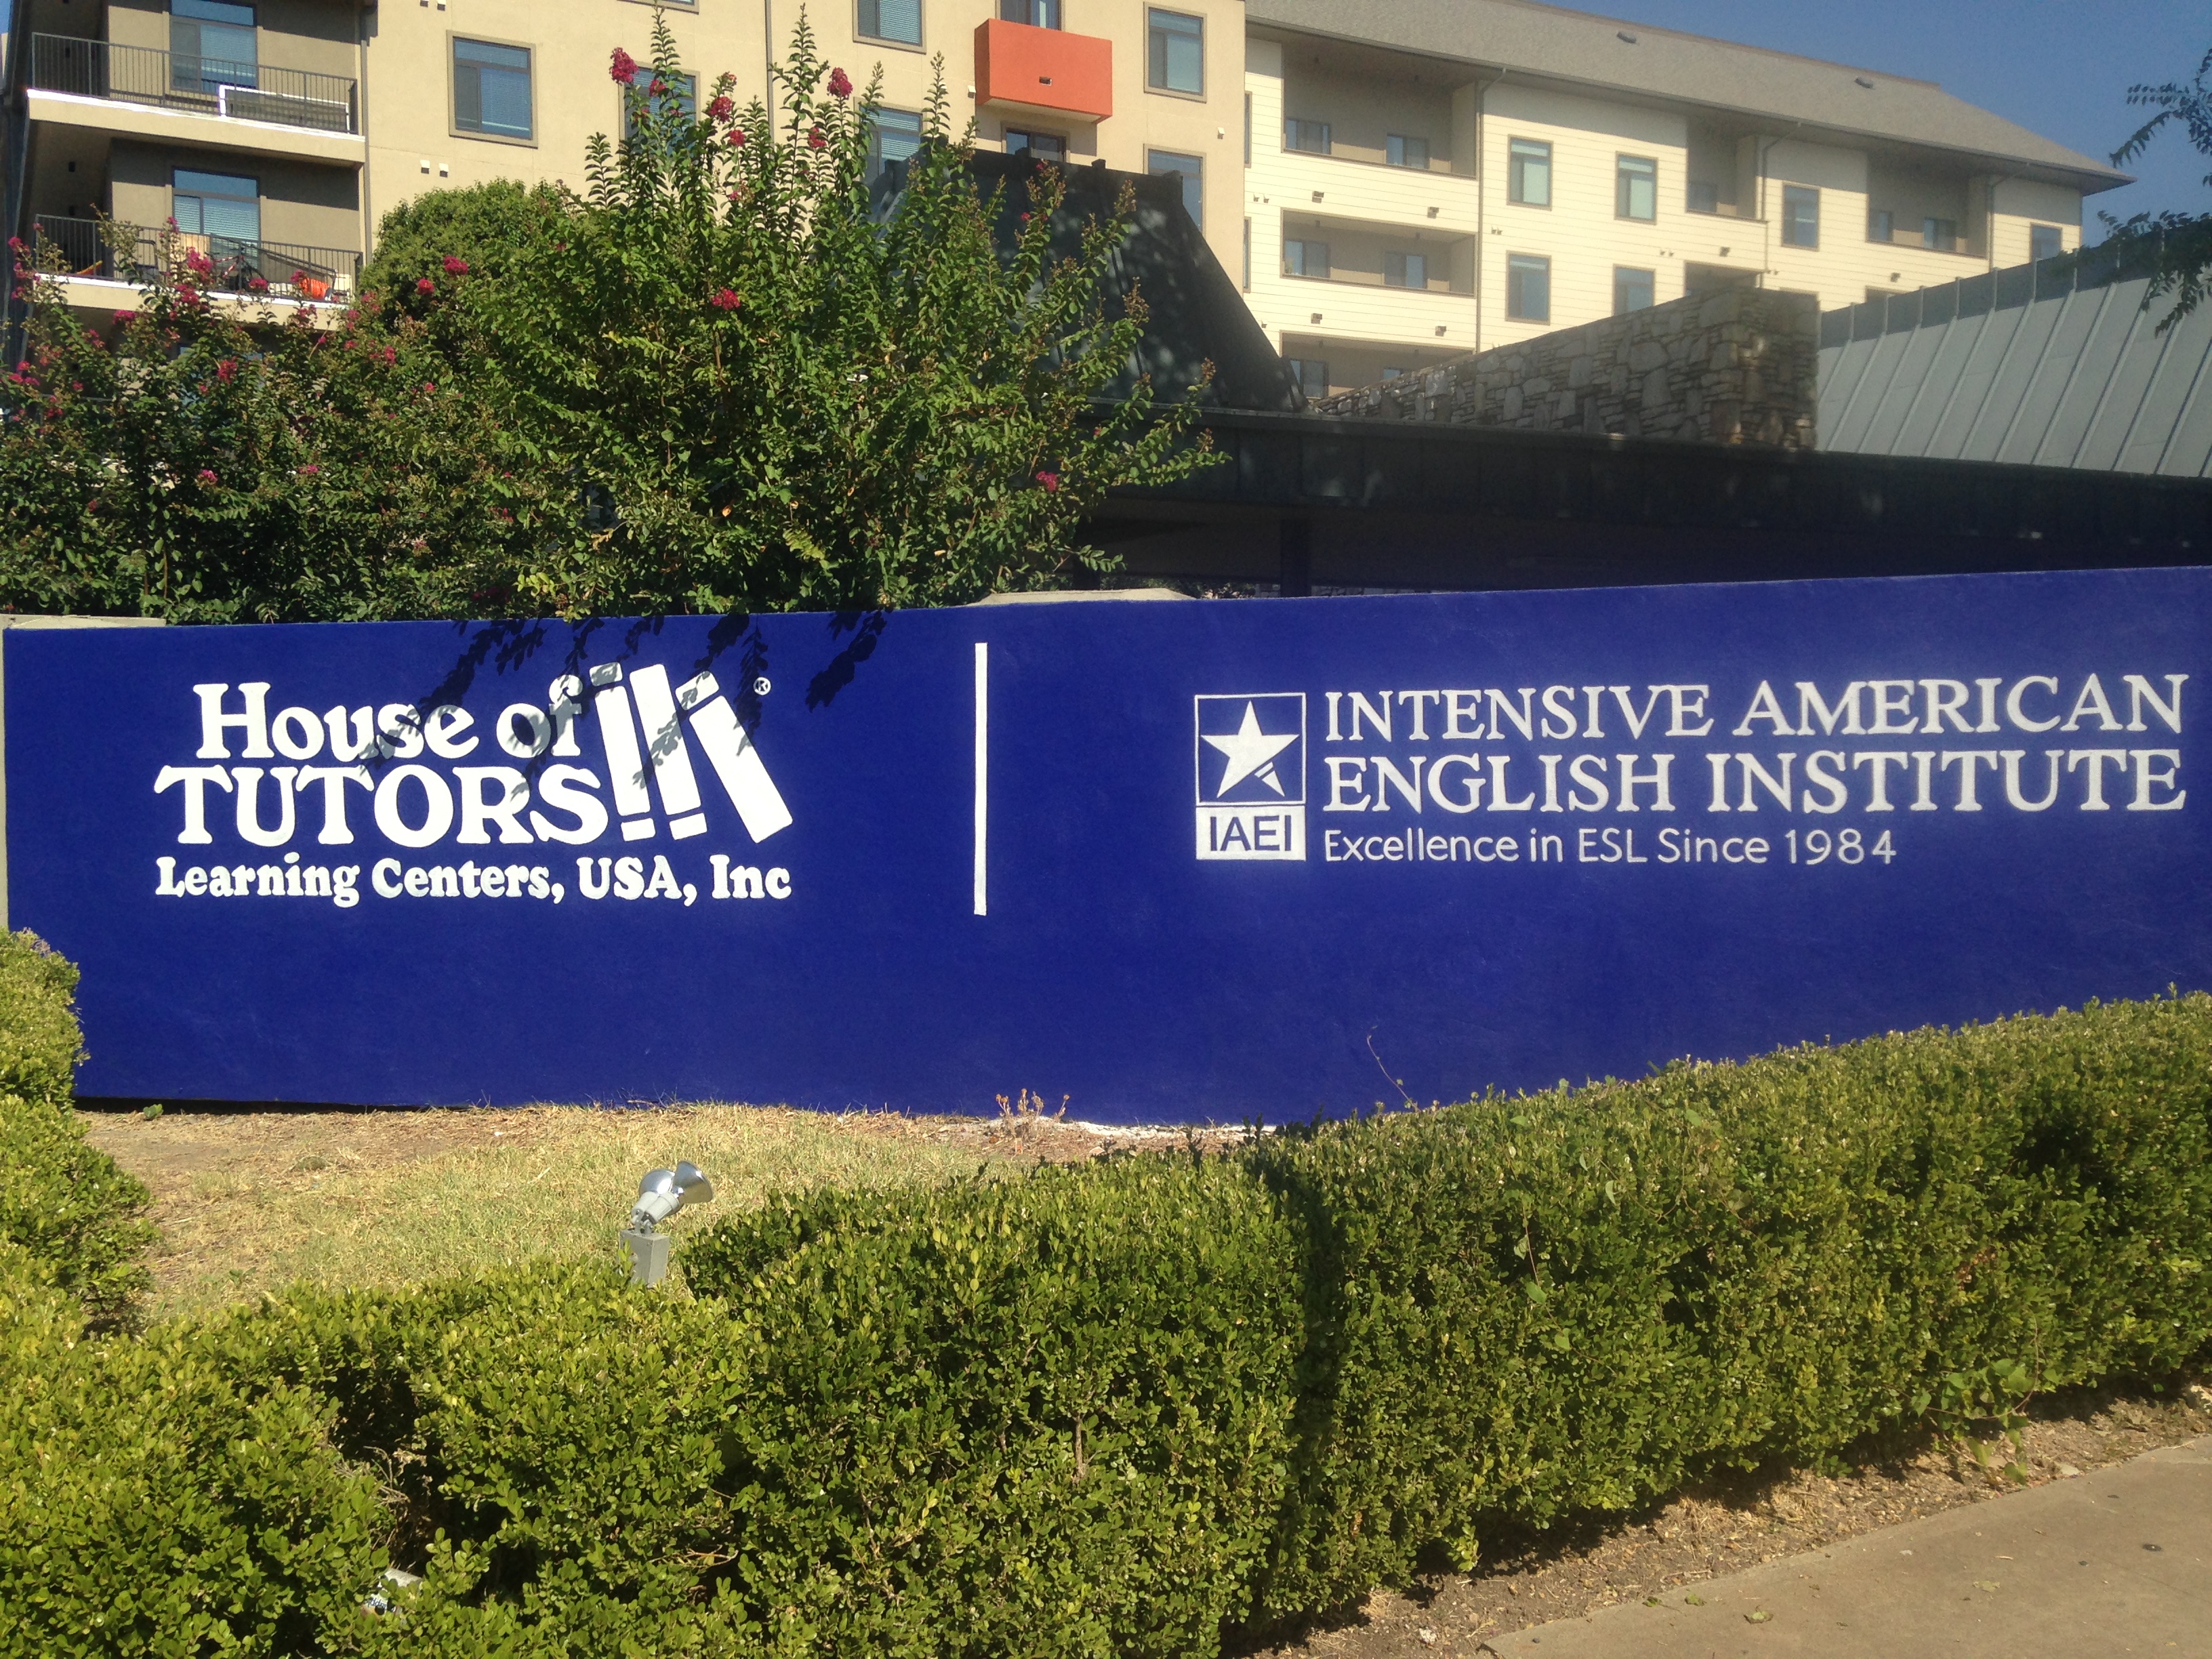 House of
TUTORS ®
Learning Centers, USA, Inc
INTENSIVE AMERICAN
ENGLISH INSTITUTE
IAEI
Excellence in ESL Since 1984